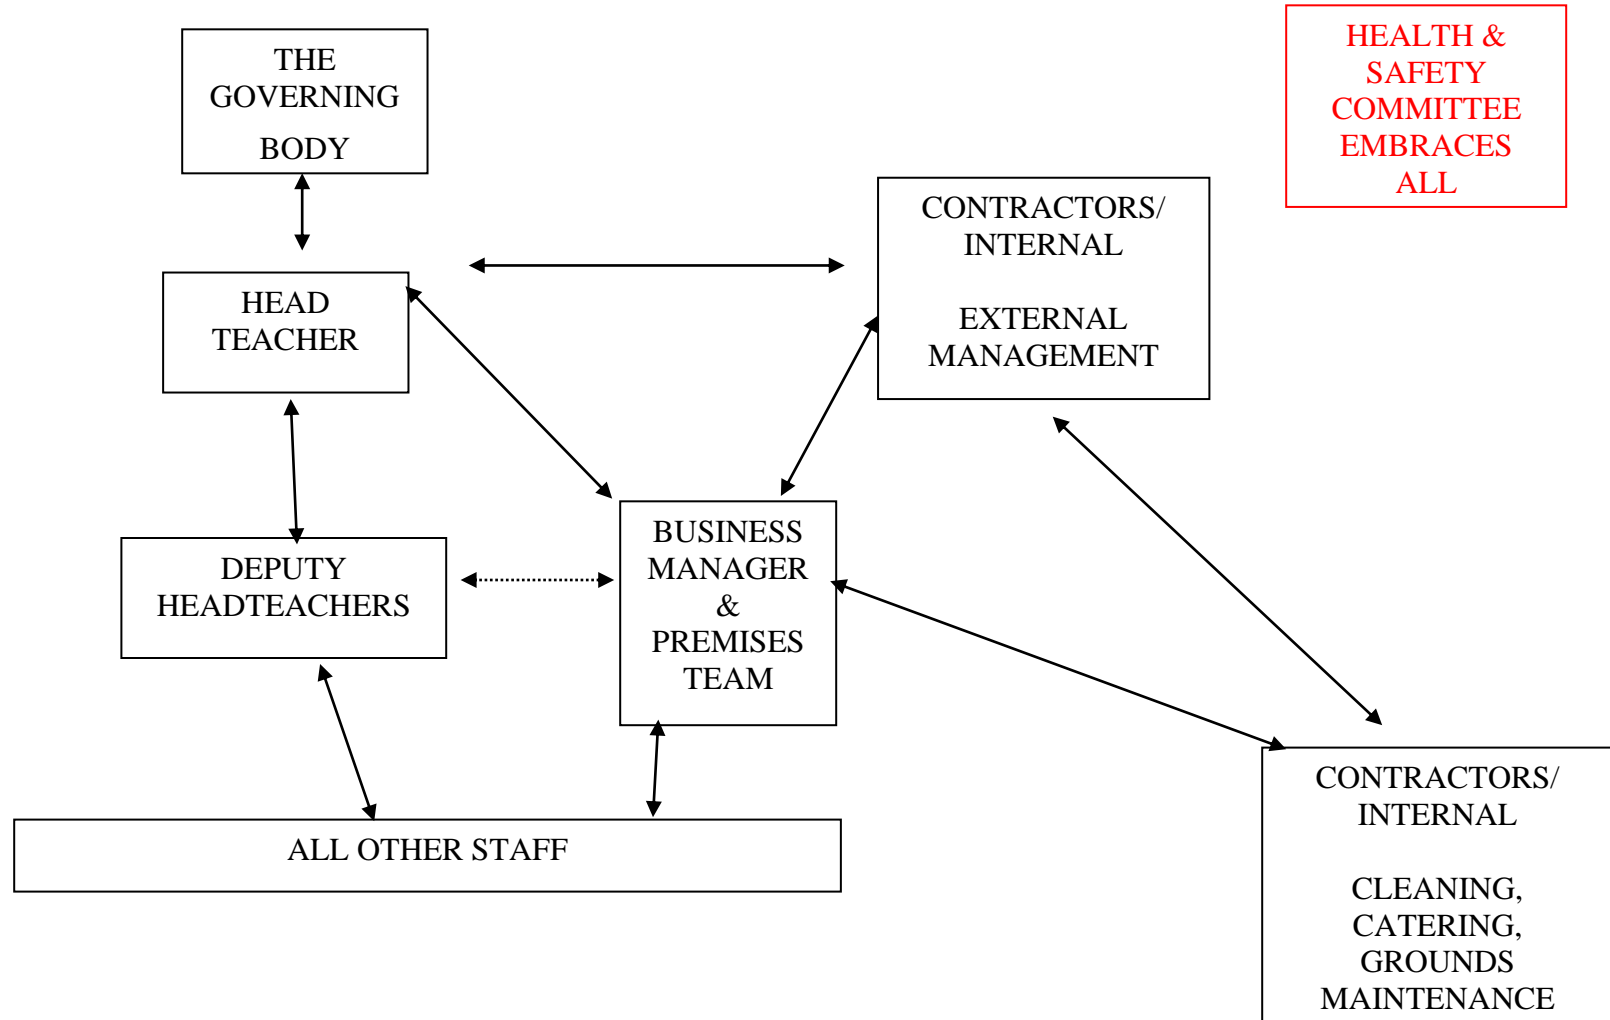 THE
GOVERNING
BODY
HEALTH &
SAFETY
COMMITTEE
EMBRACES
ALL
CONTRACTORS/
INTERNAL
EXTERNAL
MANAGEMENT
HEAD
TEACHER
DEPUTY
HEADTEACHERS
BUSINESS
MANAGER
&
PREMISES
TEAM
ALL OTHER STAFF
CONTRACTORS/
INTERNAL
CLEANING,
CATERING,
GROUNDS
MAINTENANCE